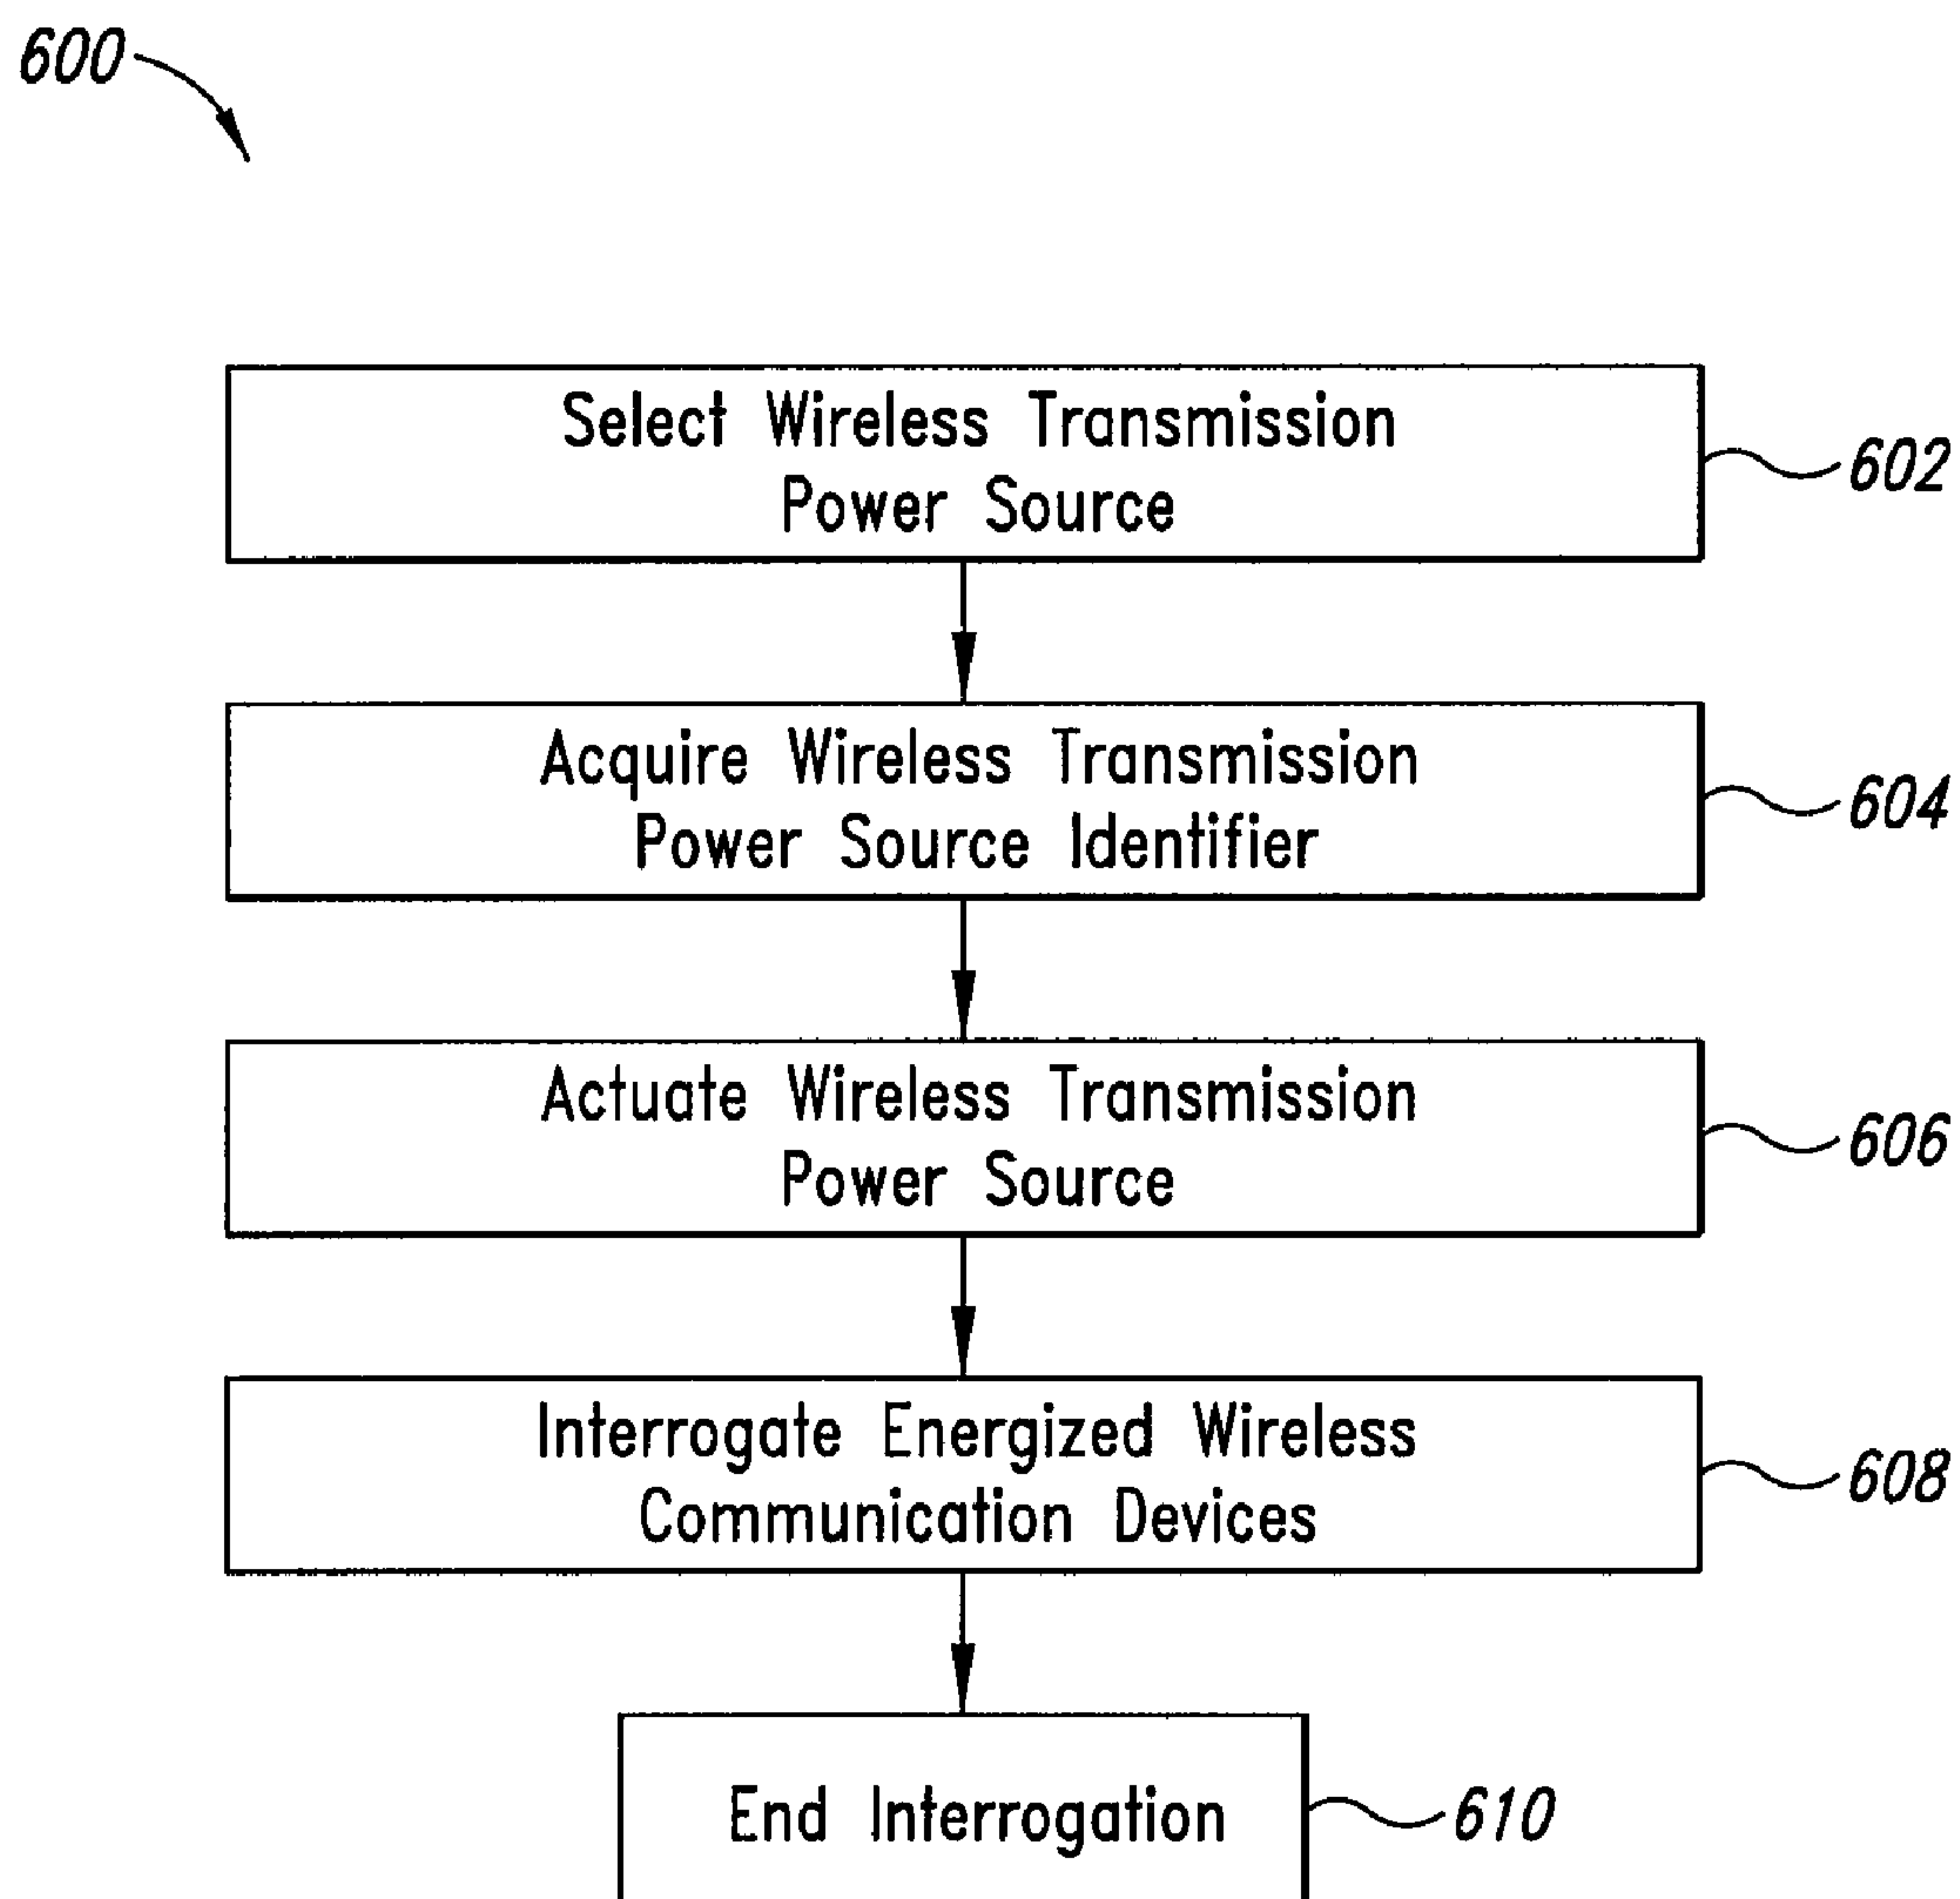 600
Select Wireless Transmission
Power Source
602
Acquire Wireless Transmission
Power Source Identifier
604
Actuate Wireless Transmission
Power Source
606
Interrogate Energized Wireless
Communication Devices
608
End Interrogation
610